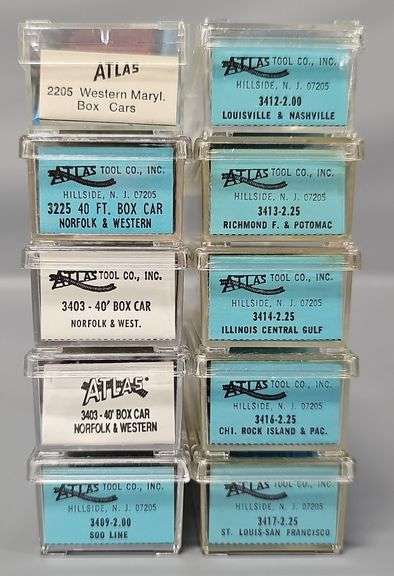 ATLAS
2205 Western Maryl.
Box Cars
ATLAS TOOL CO., INC.
HILLSIDE, N. J. 07205
3225 40 FT. BOX CAR
NORFOLK & WESTERN
ATLAS TOOL CO., INC.
3403 - 40' BOX CAR
NORFOLK & WEST.
ATLAS
3403 - 40' BOX CAR
NORFOLK & WESTERN
ATLAS TOOL CO., INC.
HILLSIDE, N. J. 07205
3409-2.00
SOO LINE
ATLAS TOOL CO., INC.
HILLSIDE, N. J. 07205
3412-2.00
LOUISVILLE & NASHVILLE
ATLAS TOOL CO., INC.
HILLSIDE, N. J. 07205
3413-2.25
RICHMOND F. & POTOMAC
ATLAS TOOL CO., INC.
HILLSIDE, N. J. 07205
3414-2.25
ILLINOIS CENTRAL GULF
ATLAS TOOL CO., INC.
HILLSIDE, N. J. 07205
3416-2.25
CHI. ROCK ISLAND & PAC.
ATLAS TOOL CO., INC.
HILLSIDE, N. J. 07205
3417-2.25
ST. LOUIS-SAN FRANCISCO